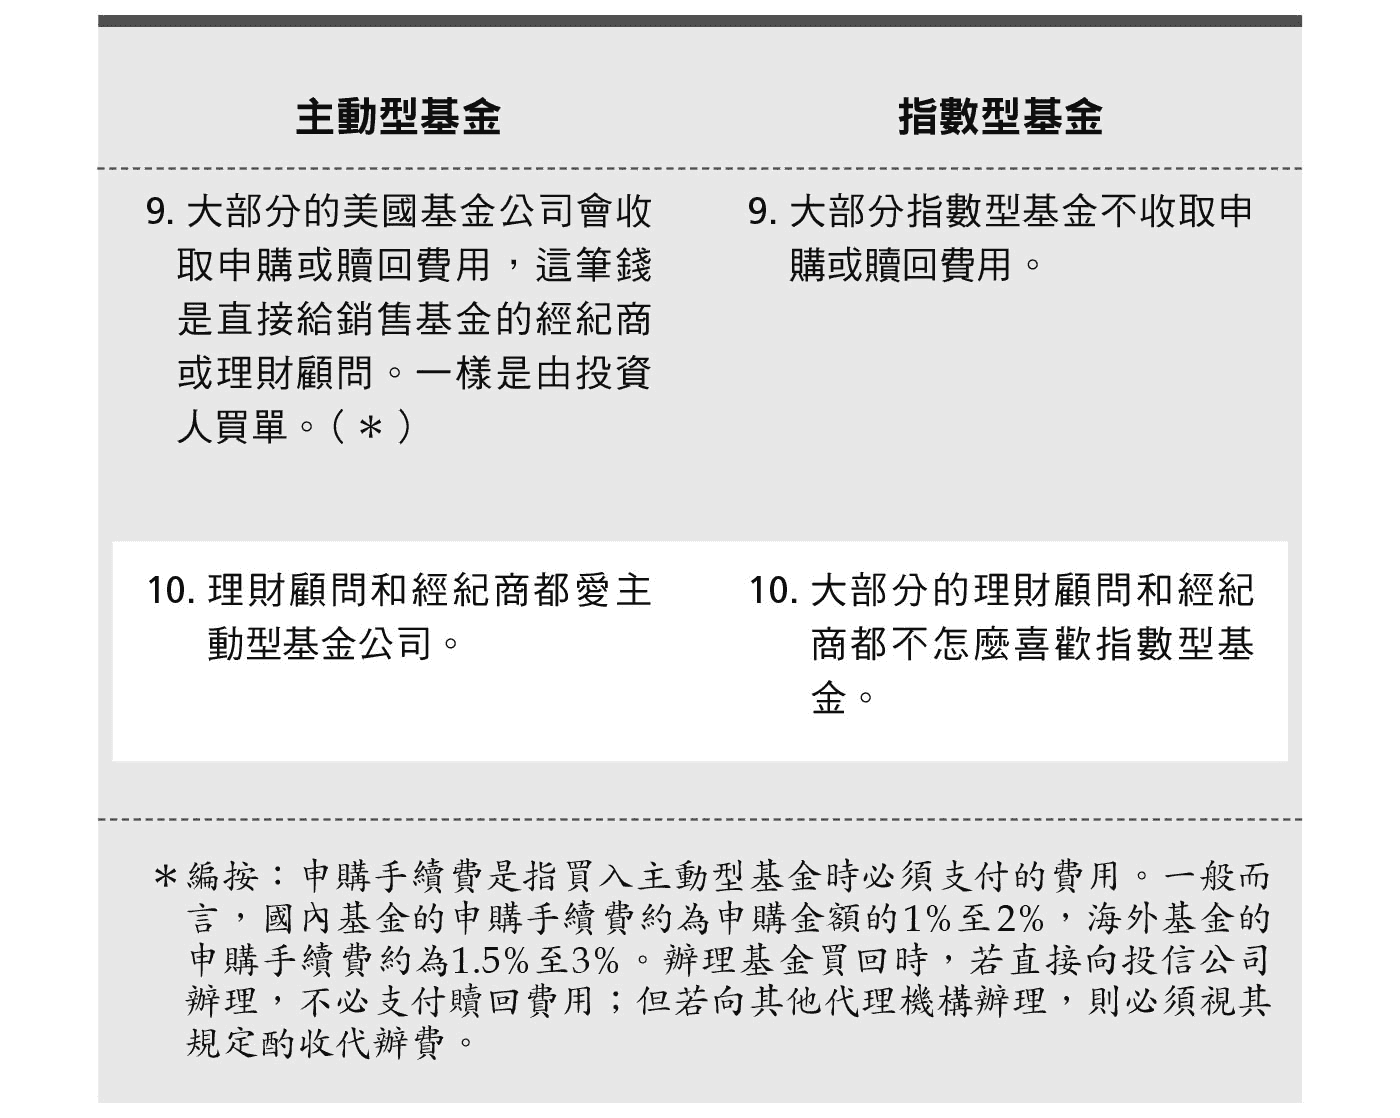 主動型基金
指數型基金
9. 大部分的美國基金公司會收
取申購或贖回費用，這筆錢
是直接給銷售基金的經紀商
或理財顧問。一樣是由投資
人買單。（＊）
9. 大部分指數型基金不收取申
購或贖回費用。
10. 理財顧問和經紀商都愛主
動型基金公司。
10. 大部分的理財顧問和經紀
商都不怎麼喜歡指數型基
金。
＊編按：申購手續費是指買入主動型基金時必須支付的費用。一般而
言，國內基金的申購手續費約為申購金額的1%至2%，海外基金的
申購手續費約為1.5%至3%。辦理基金買回時，若直接向投信公司
辦理，不必支付贖回費用；但若向其他代理機構辦理，則必須視其
規定酌收代辦費。